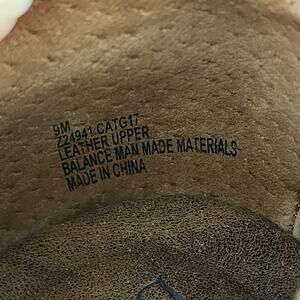 9M
Z24941 CATG17
LEATHER UPPER
BALANCE MAN MADE MATERIALS
MADE IN CHINA